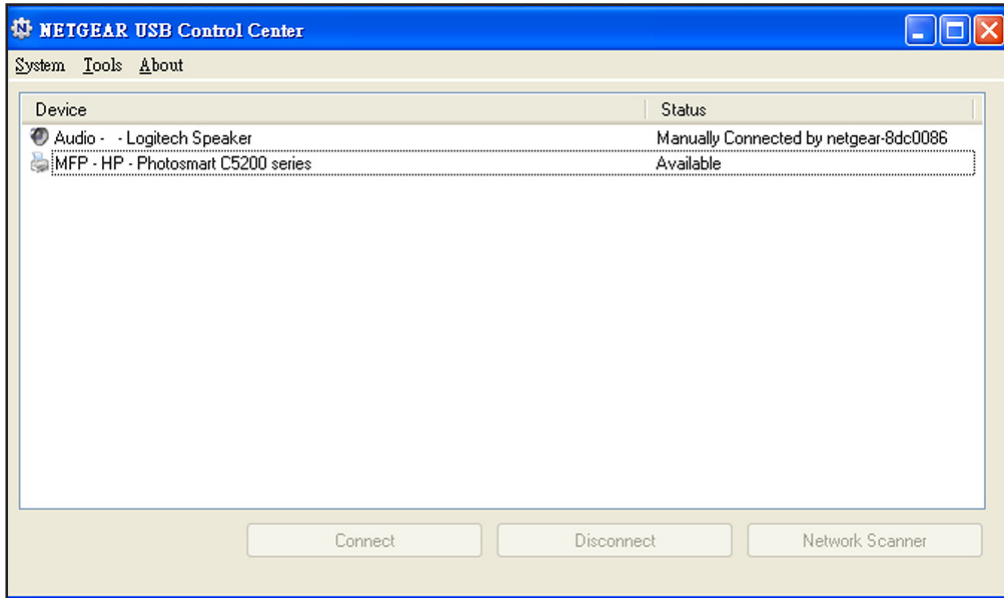 NETGEAR USB Control Center
System Tools About
Device Status
Audio - - Logitech Speaker Manually Connected by netgear-8dc0086
MFP - HP - Photosmart C5200 series Available
Connect Disconnect Network Scanner